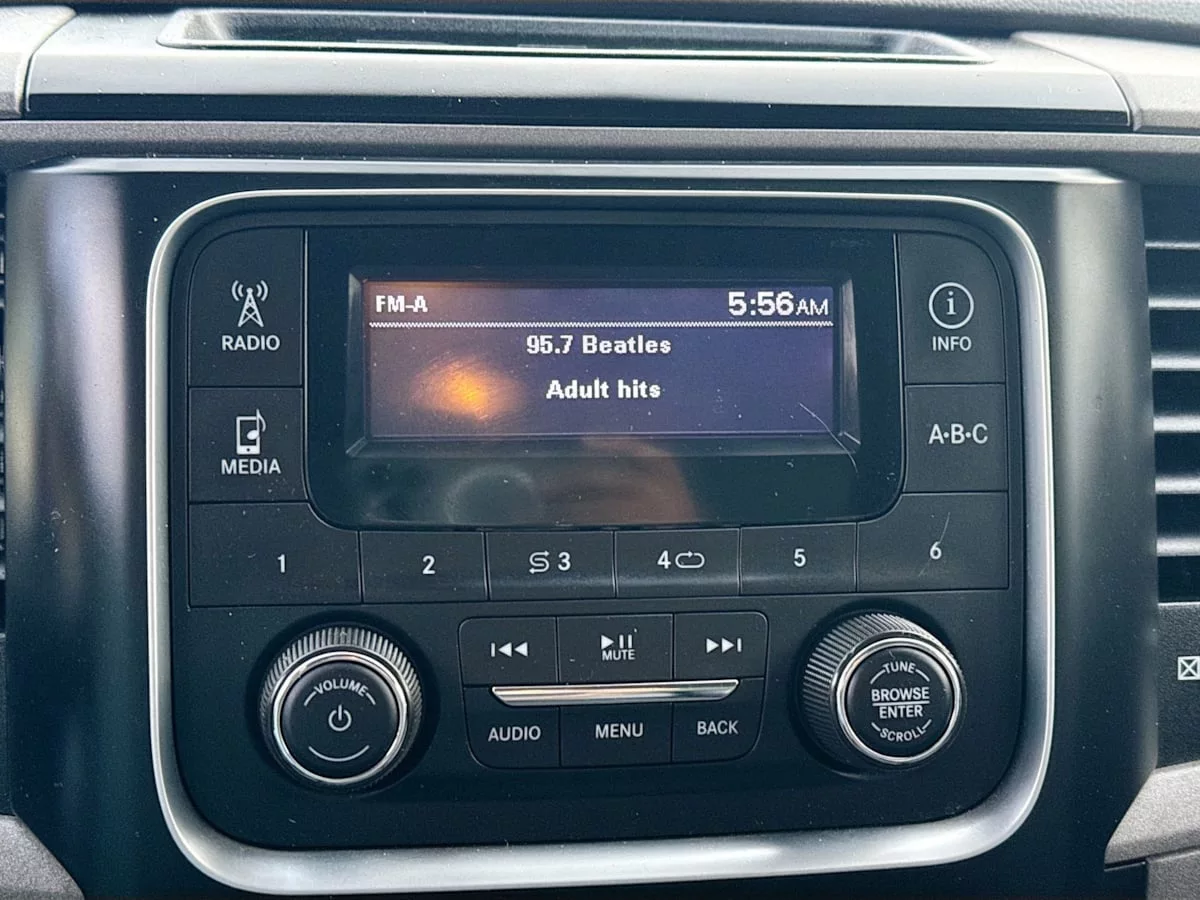 FM-A 5:56AM
95.7 Beatles
Adult hits
RADIO
i
INFO
MEDIA
A·B·C
1 2 3 4 5 6
MUTE
VOLUME
TUNE
BROWSE
ENTER
SCROLL
AUDIO MENU BACK